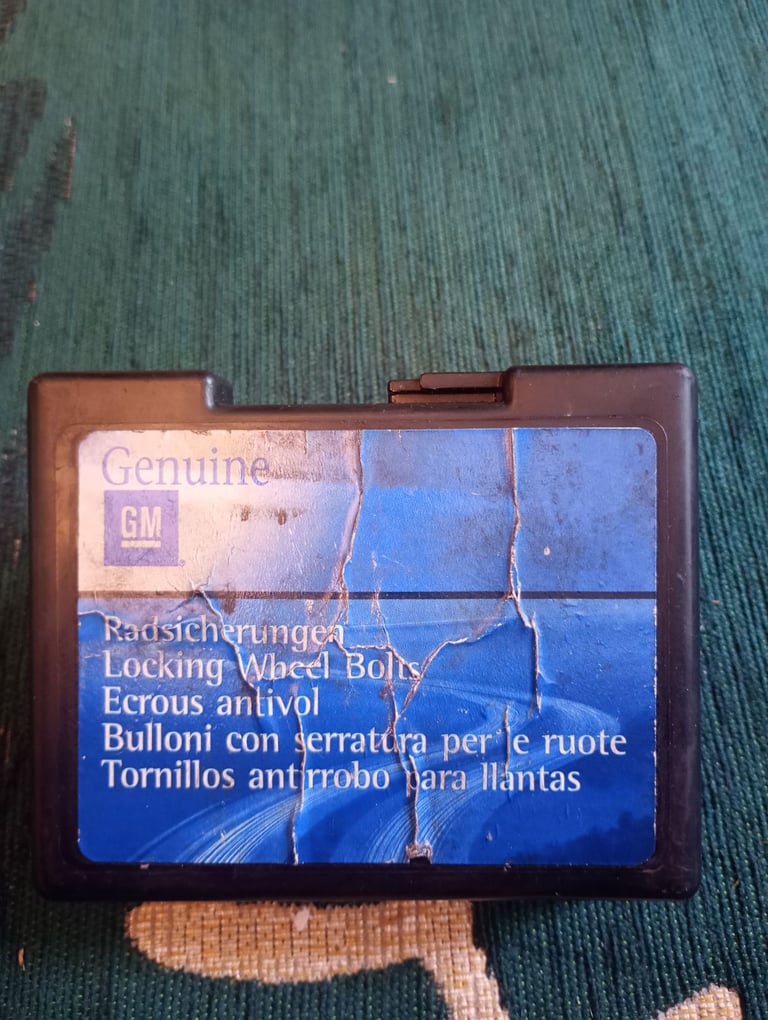 Genuine
GM
Radsicherungen
Locking Wheel Bolts
Ecrous antivol
Bulloni con serratura per le ruote
Tornillos antirrobo para llantas